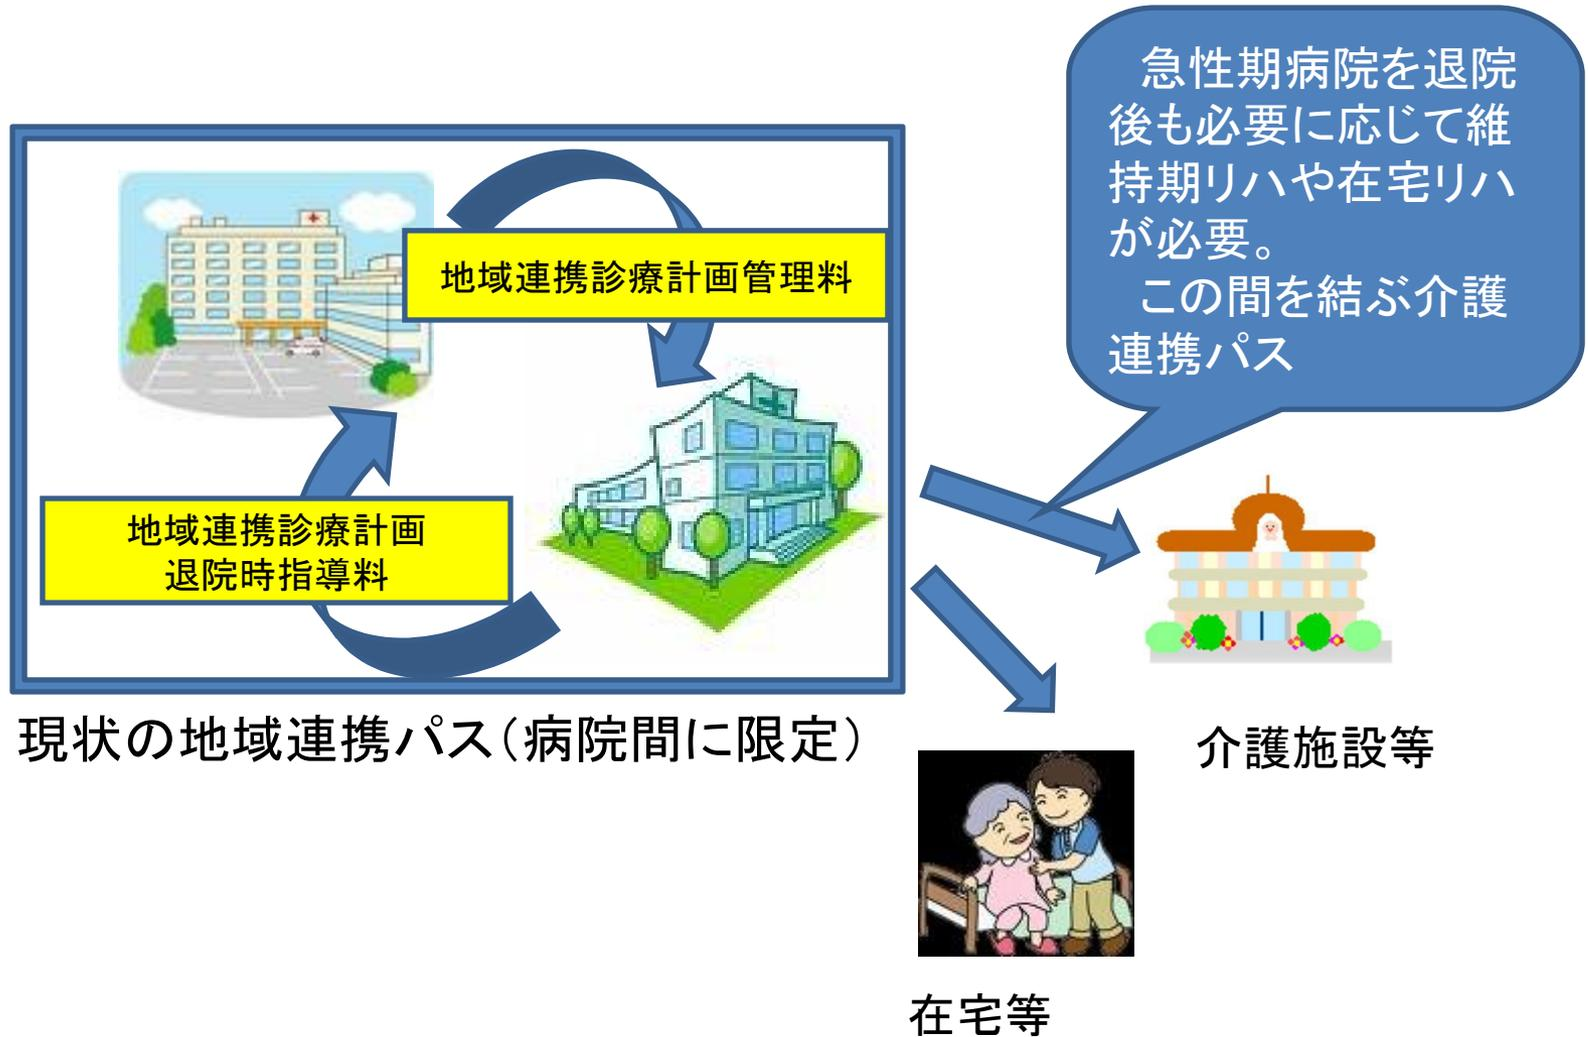 急性期病院を退院
後も必要に応じて維
持期リハや在宅リハ
が必要。
この間を結ぶ介護
連携パス
地域連携診療計画管理料
地域連携診療計画
退院時指導料
現状の地域連携パス（病院間に限定）
介護施設等
在宅等